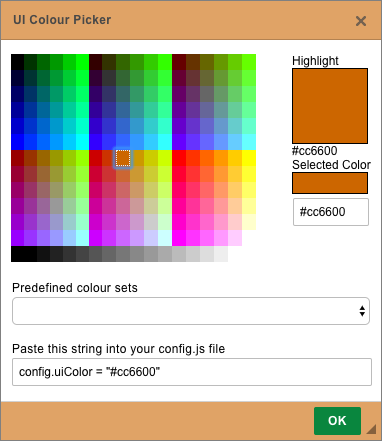 UI Colour Picker
Highlight
#cc6600
Selected Color
#cc6600
Predefined colour sets
Paste this string into your config.js file
config.uiColor = "#cc6600"
OK